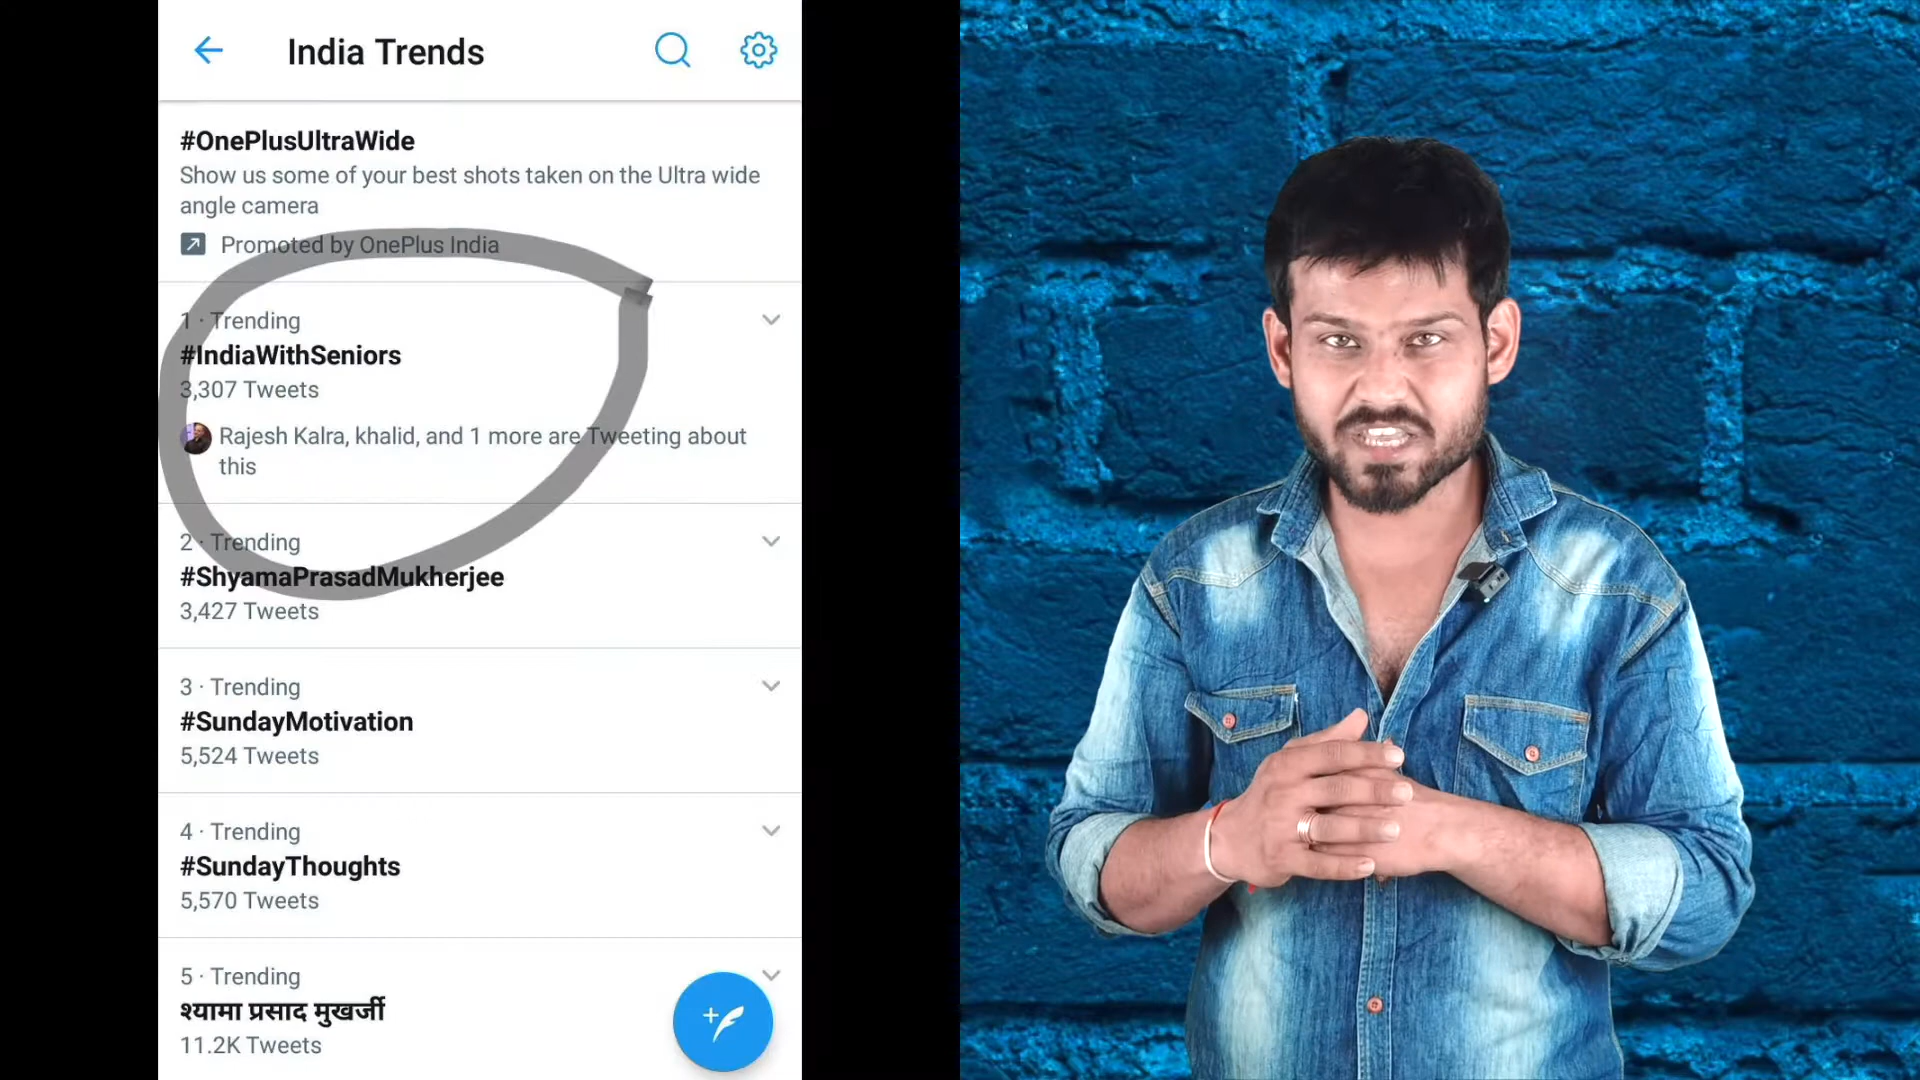 India Trends
#OnePlusUltraWide
Show us some of your best shots taken on the Ultra wide
angle camera
Promoted by OnePlus India
1 · Trending
#IndiaWithSeniors
3,307 Tweets
Rajesh Kalra, khalid, and 1 more are Tweeting about
this
2 · Trending
#ShyamaPrasadMukherjee
3,427 Tweets
3 · Trending
#SundayMotivation
5,524 Tweets
4 · Trending
#SundayThoughts
5,570 Tweets
5 · Trending
श्यामा प्रसाद मुखर्जी
11.2K Tweets